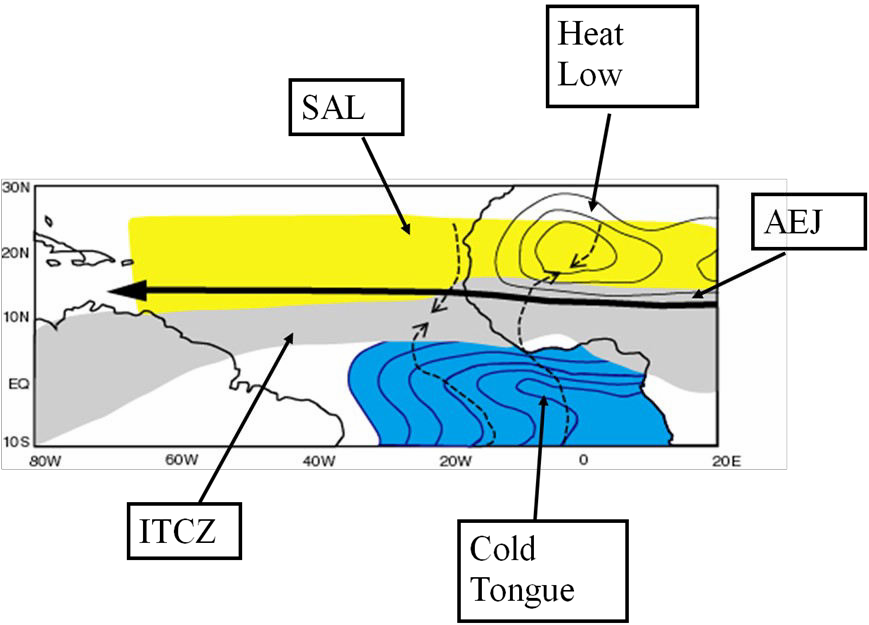 Heat
Low
SAL
AEJ
30N
20N
10N
EQ
10S
80W
60W
40W
20W
0
20E
ITCZ
Cold
Tongue